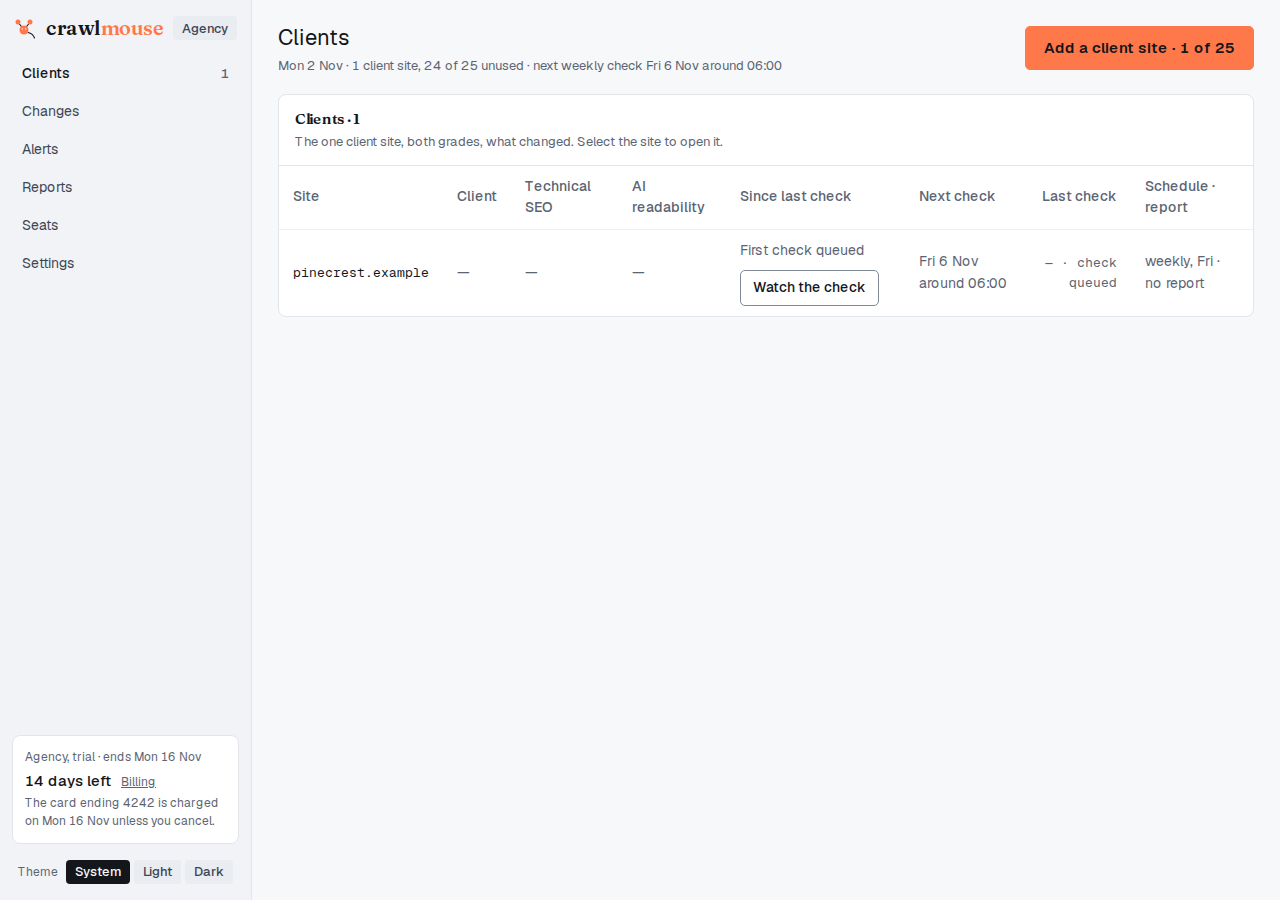 crawlmouse Agency
Clients 1
Changes
Alerts
Reports
Seats
Settings
Agency, trial · ends Mon 16 Nov
14 days left Billing
The card ending 4242 is charged
on Mon 16 Nov unless you cancel.
Theme System Light Dark
Clients
Mon 2 Nov · 1 client site, 24 of 25 unused · next weekly check Fri 6 Nov around 06:00
Add a client site · 1 of 25
Clients · 1
The one client site, both grades, what changed. Select the site to open it.
Site Client Technical SEO AI readability Since last check Next check Last check Schedule · report
pinecrest.example — — — First check queued Fri 6 Nov around 06:00 — · check queued weekly, Fri · no report
Watch the check